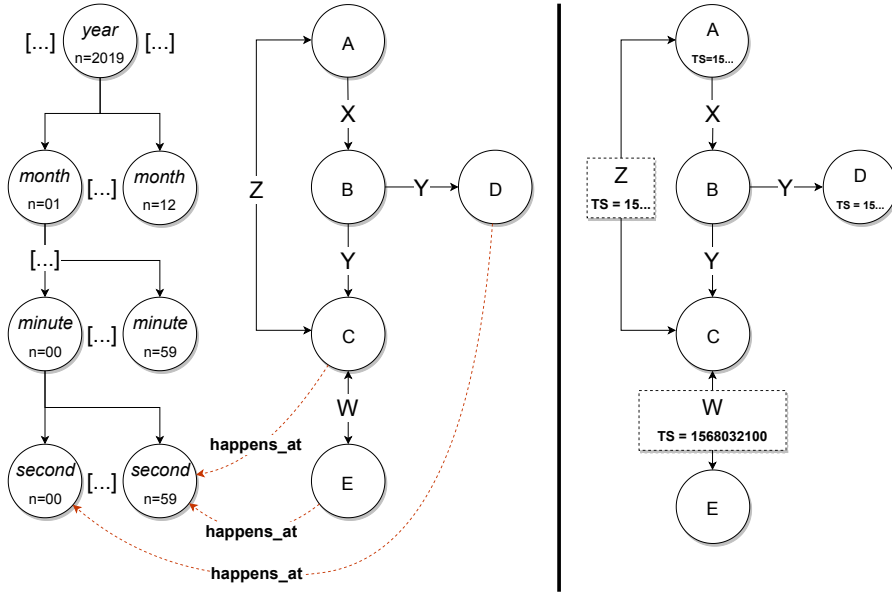 year
[...]
n=2019
[...]
month
n=01
[...]
month
n=12
[...]
minute
n=00
[...]
minute
n=59
second
n=00
[...]
second
n=59
A
X
Z
B
Y
D
Y
C
W
E
happens_at
happens_at
happens_at
A
TS=15...
X
Z
TS = 15...
B
Y
D
TS = 15...
Y
C
W
TS = 1568032100
E